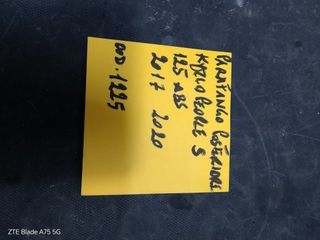 PARAFANGO POSTERIORE
KYMCO PEOPLE S
125 ABS
2017 2020
COD. 1225
ZTE Blade A75 5G